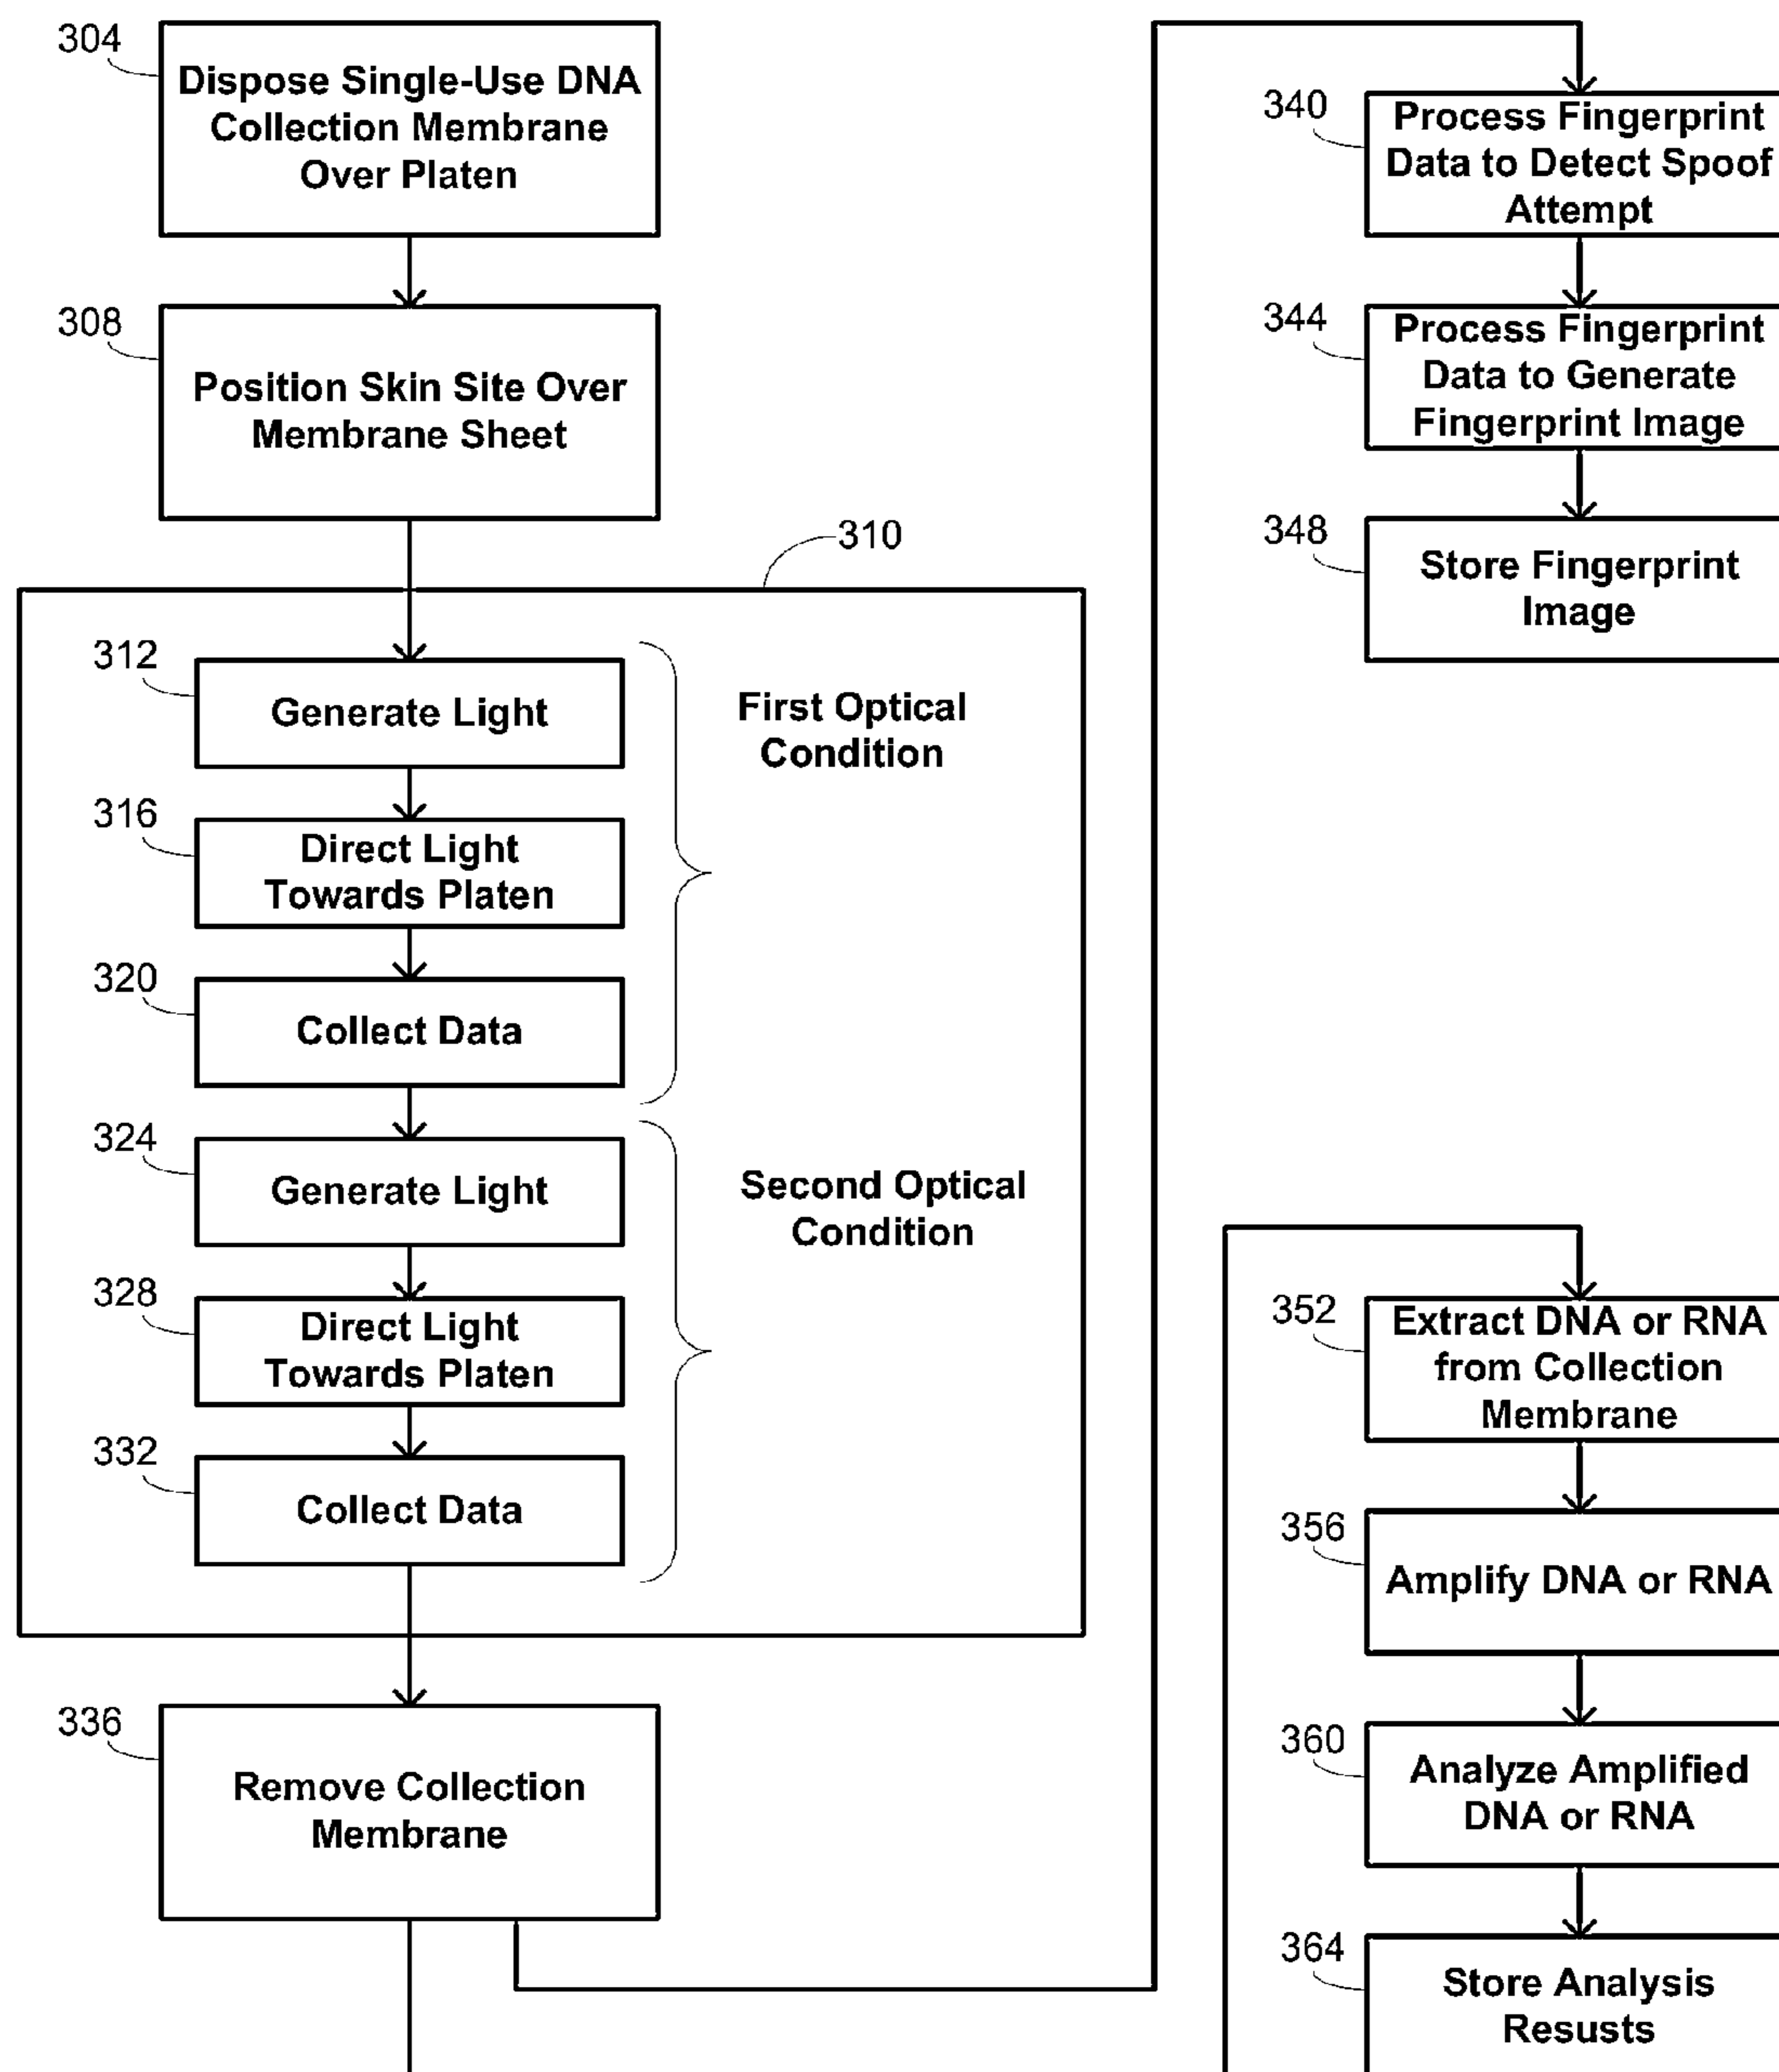 304
Dispose Single-Use DNA
Collection Membrane
Over Platen
308
Position Skin Site Over
Membrane Sheet
310
312
Generate Light
First Optical
Condition
316
Direct Light
Towards Platen
320
Collect Data
324
Generate Light
Second Optical
Condition
328
Direct Light
Towards Platen
332
Collect Data
336
Remove Collection
Membrane
340
Process Fingerprint
Data to Detect Spoof
Attempt
344
Process Fingerprint
Data to Generate
Fingerprint Image
348
Store Fingerprint
Image
352
Extract DNA or RNA
from Collection
Membrane
356
Amplify DNA or RNA
360
Analyze Amplified
DNA or RNA
364
Store Analysis
Resusts